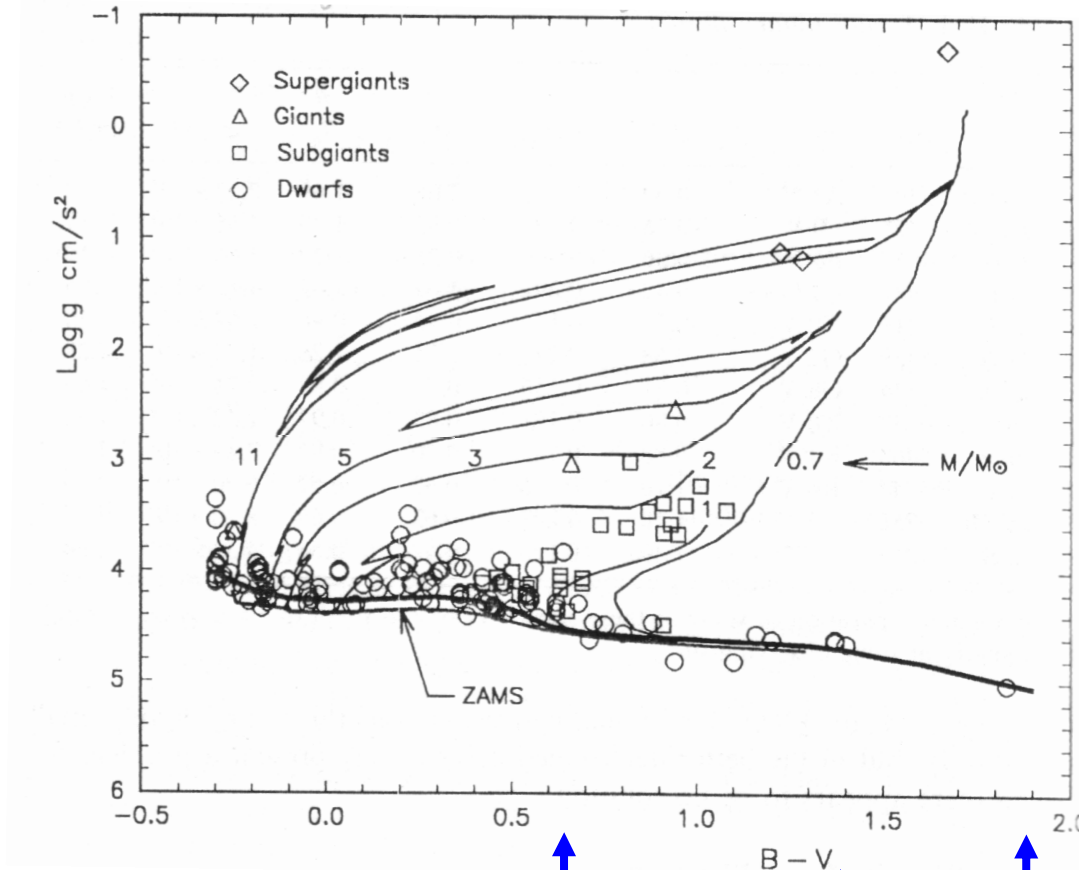 −1
Supergiants
0
Giants
Subgiants
Dwarfs
1
Log g cm/s²
2
11 5 3 2 0.7 M/M⊙
3
1
4
5
ZAMS
6
−0.5 0.0 0.5 1.0 1.5 2.0
B − V